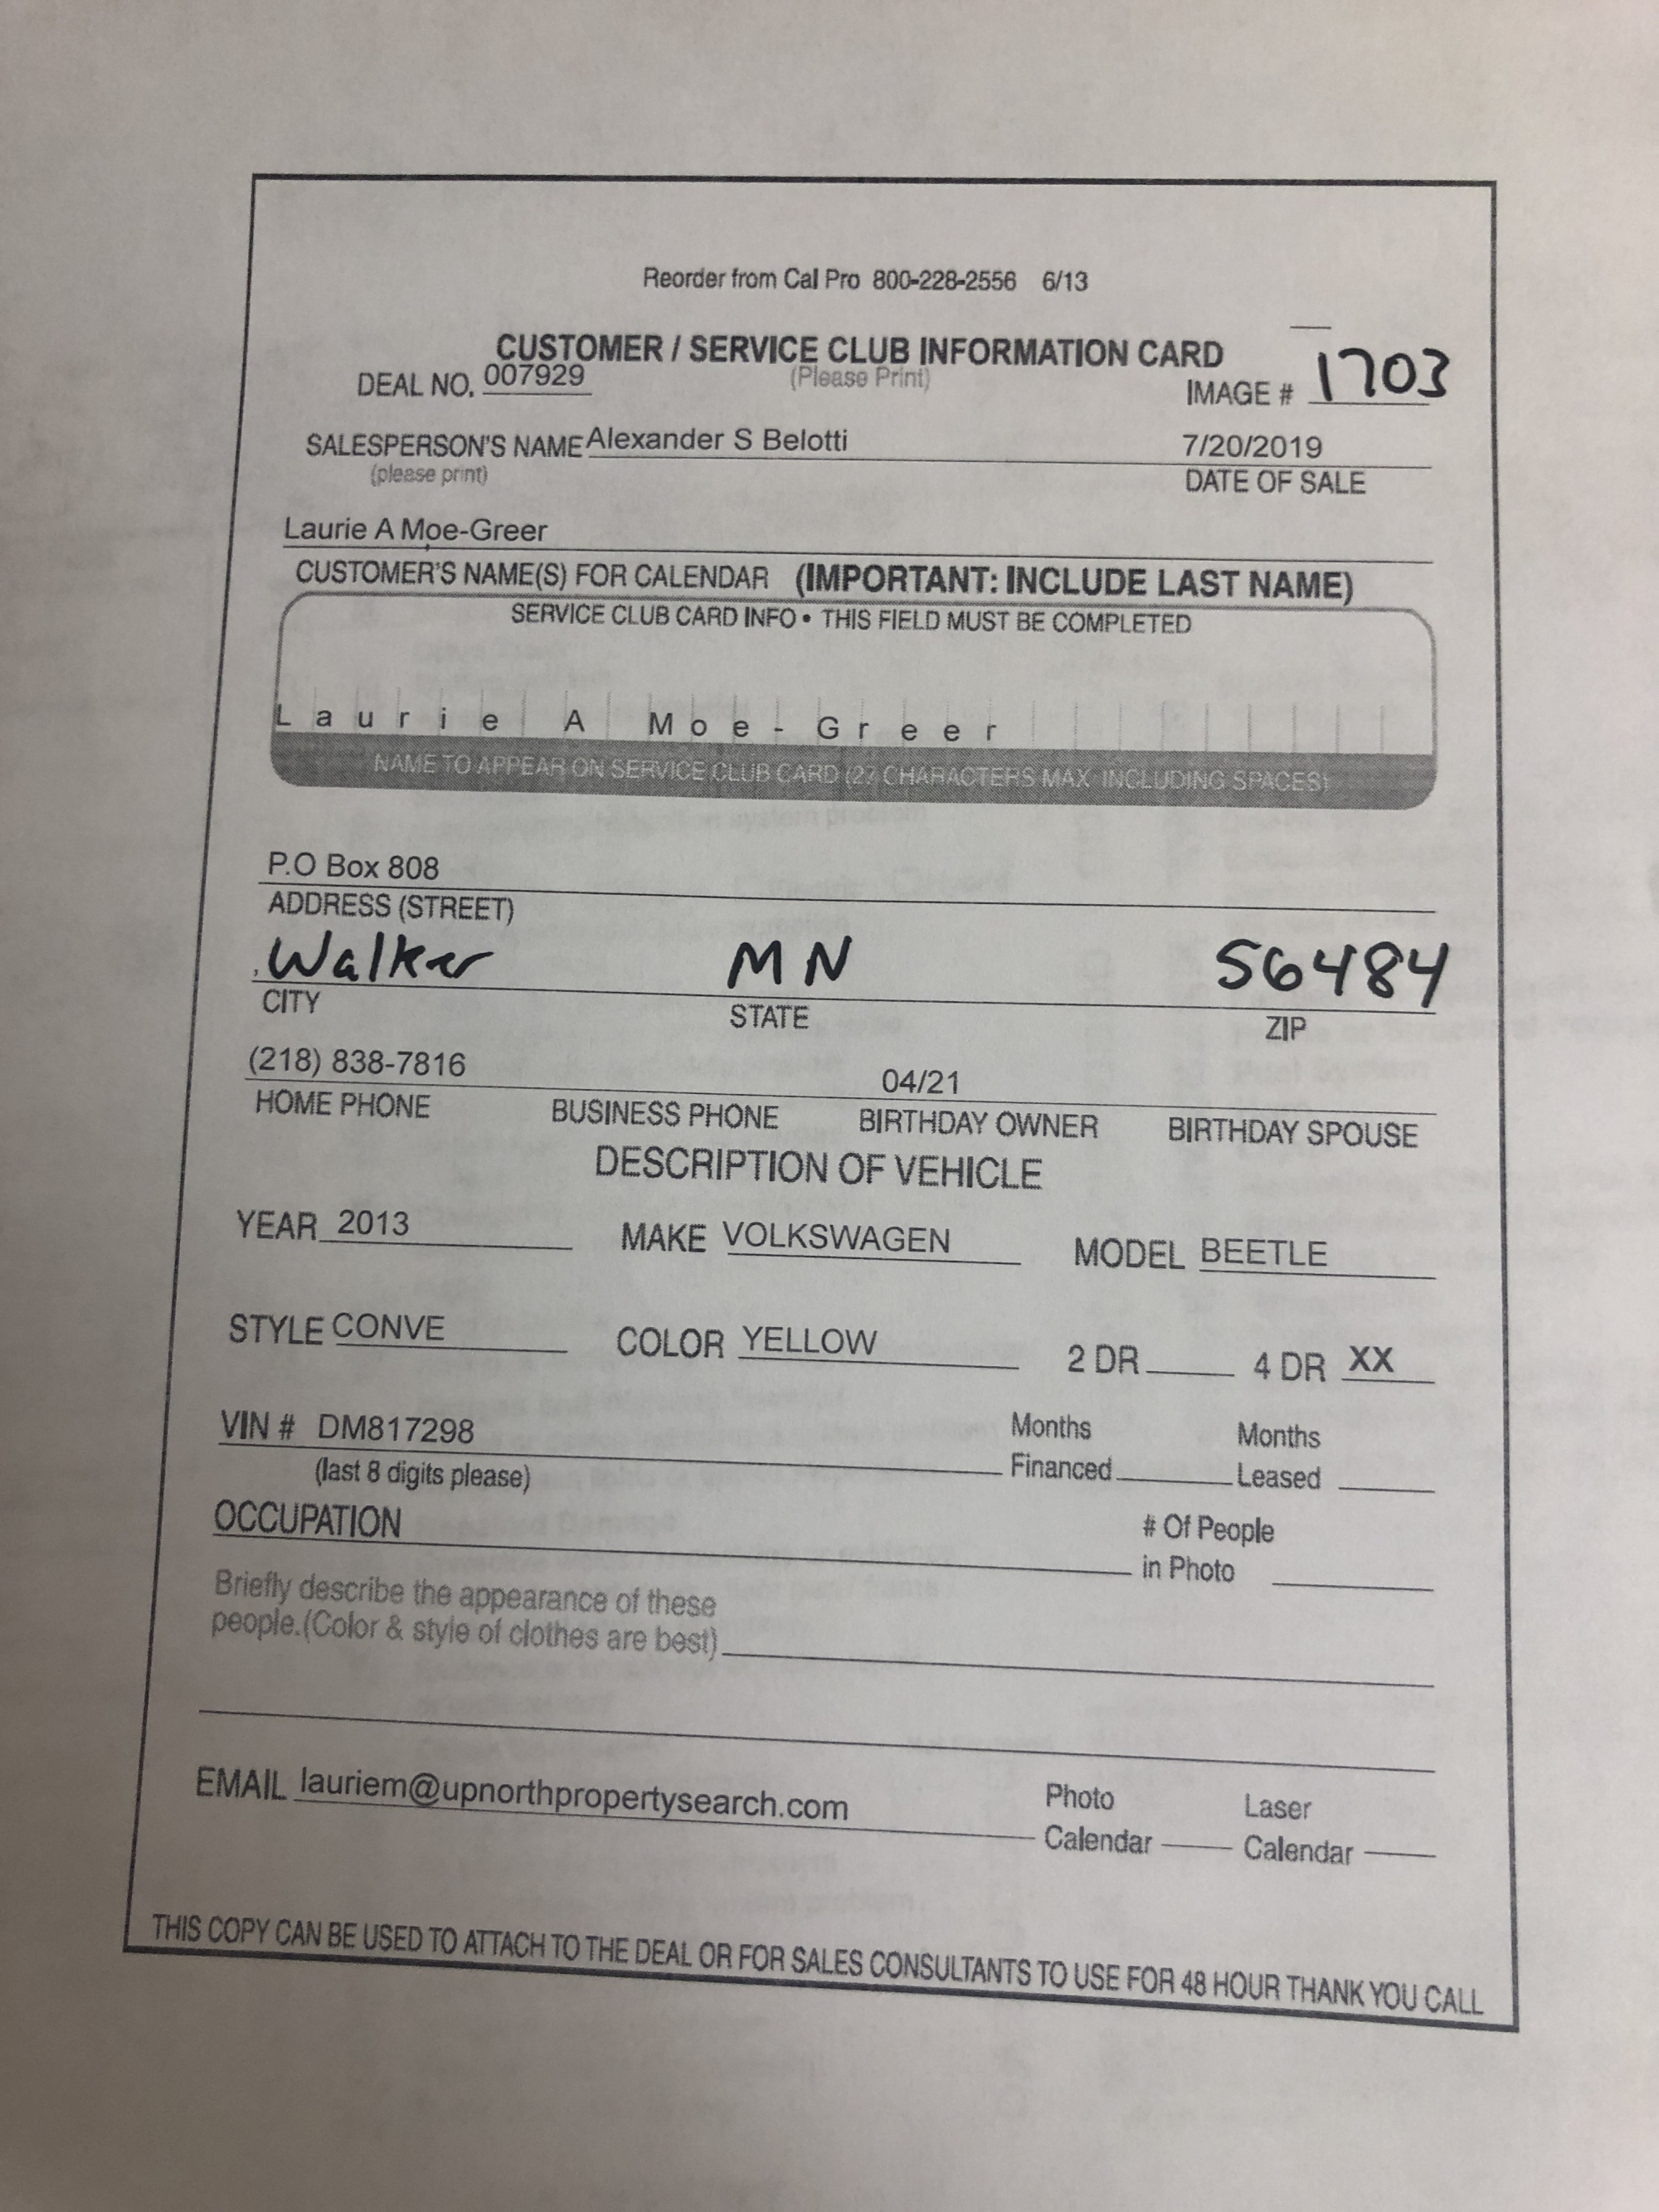 Reorder from Cal Pro 800-228-2556 6/13
CUSTOMER / SERVICE CLUB INFORMATION CARD
DEAL NO. 007929 (Please Print) IMAGE # 1703
SALESPERSON'S NAME Alexander S Belotti 7/20/2019
(please print) DATE OF SALE
Laurie A Moe-Greer
CUSTOMER'S NAME(S) FOR CALENDAR (IMPORTANT: INCLUDE LAST NAME)
SERVICE CLUB CARD INFO • THIS FIELD MUST BE COMPLETED
Laurie A Moe-Greer
NAME TO APPEAR ON SERVICE CLUB CARD (27 CHARACTERS MAX. INCLUDING SPACES)
P.O Box 808
ADDRESS (STREET)
Walker MN 56484
CITY STATE ZIP
(218) 838-7816 04/21
HOME PHONE BUSINESS PHONE BIRTHDAY OWNER BIRTHDAY SPOUSE
DESCRIPTION OF VEHICLE
YEAR 2013 MAKE VOLKSWAGEN MODEL BEETLE
STYLE CONVE COLOR YELLOW 2 DR 4 DR XX
VIN # DM817298 Months Months
(last 8 digits please) Financed Leased
OCCUPATION # Of People
in Photo
Briefly describe the appearance of these
people.(Color & style of clothes are best)
EMAIL lauriem@upnorthpropertysearch.com Photo Laser
Calendar Calendar
THIS COPY CAN BE USED TO ATTACH TO THE DEAL OR FOR SALES CONSULTANTS TO USE FOR 48 HOUR THANK YOU CALL